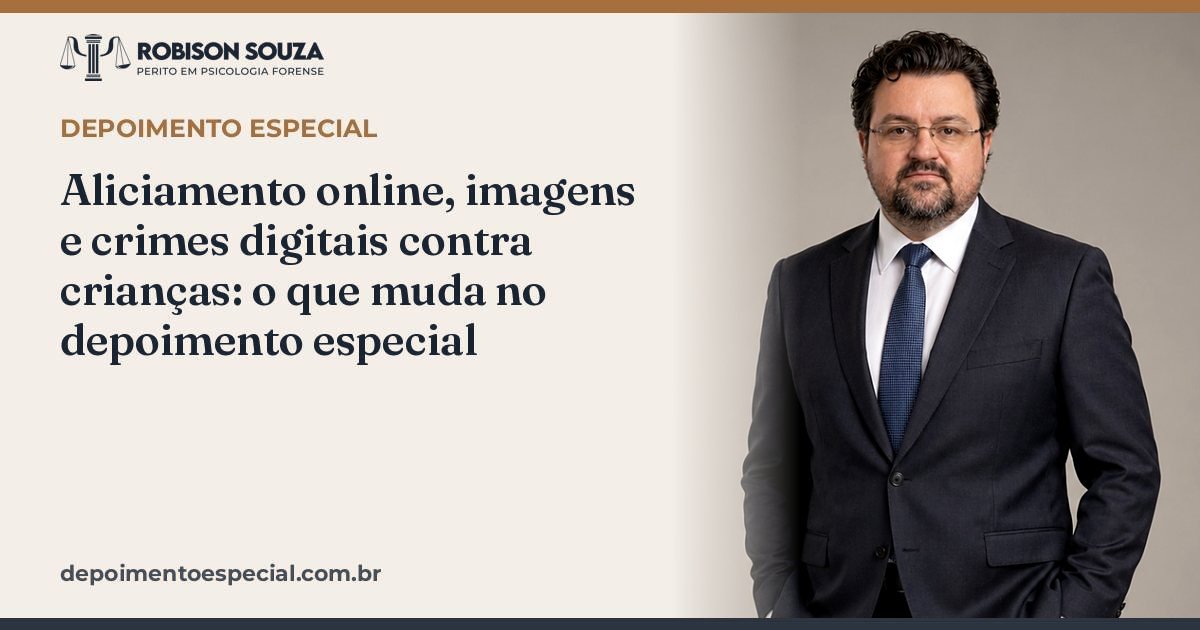 ROBISON SOUZA
PERITO EM PSICOLOGIA FORENSE
DEPOIMENTO ESPECIAL
Aliciamento online, imagens
e crimes digitais contra
crianças: o que muda no
depoimento especial
depoimentoespecial.com.br